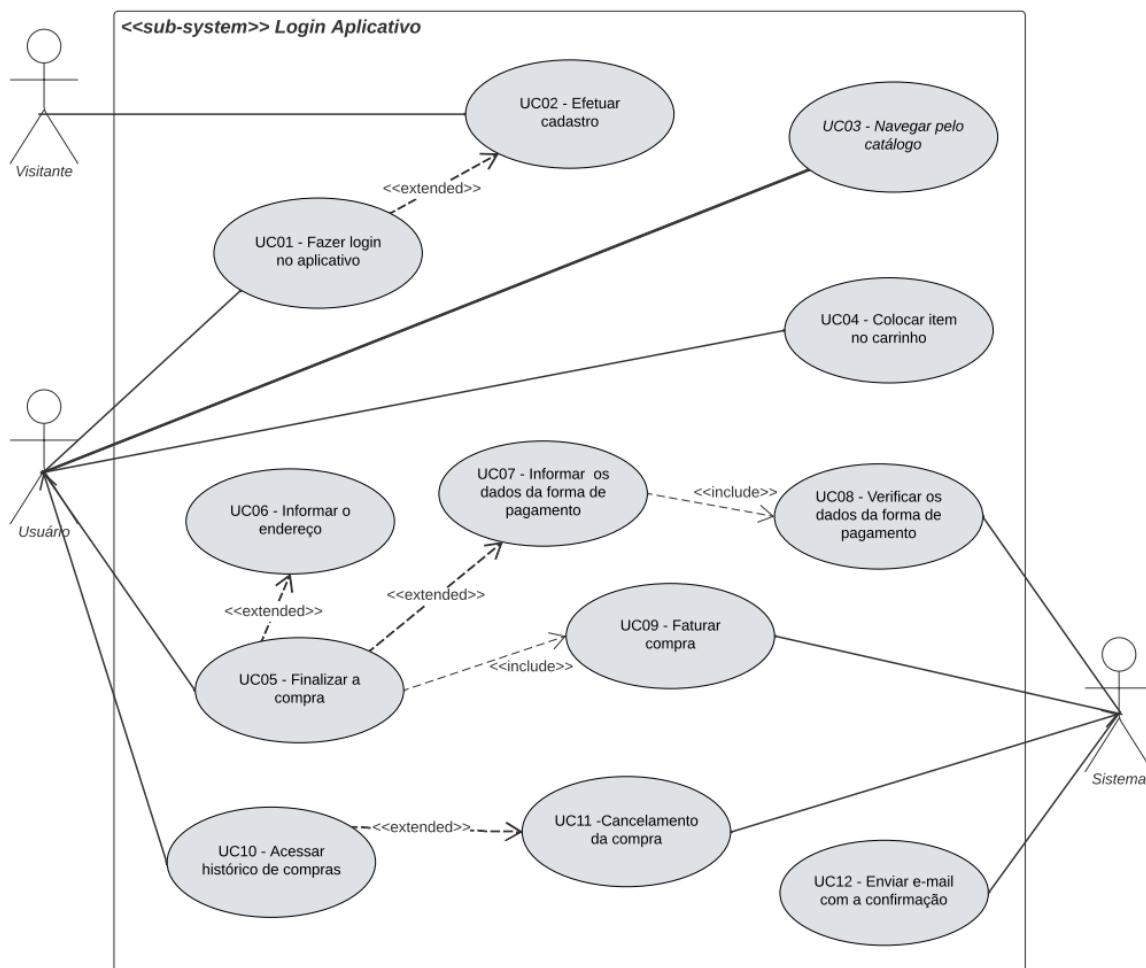 <<sub-system>> Login Aplicativo
UC02 - Efetuar
cadastro
UC03 - Navegar pelo
catálogo
Visitante
<<extended>>
UC01 - Fazer login
no aplicativo
UC04 - Colocar item
no carrinho
UC07 - Informar os
dados da forma de
pagamento
<<include>>
UC08 - Verificar os
dados da forma de
pagamento
UC06 - Informar o
endereço
Usuário
<<extended>>
<<extended>>
UC09 - Faturar
compra
<<include>>
UC05 - Finalizar a
compra
Sistema
UC11 -Cancelamento
da compra
<<extended>>
UC10 - Acessar
histórico de compras
UC12 - Enviar e-mail
com a confirmação